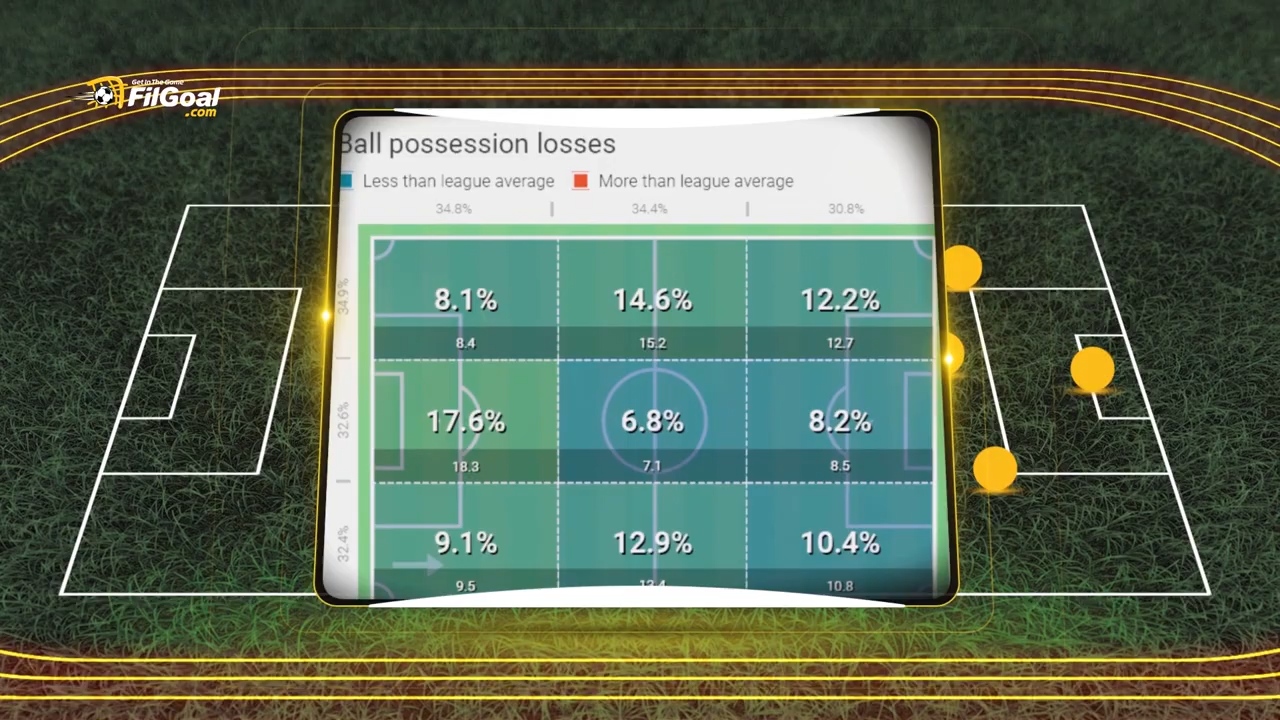 Get In The Game
FilGoal
.com
Ball possession losses
Less than league average
More than league average
34.8% | 34.4% | 30.8%
34.9%
8.1% 14.6% 12.2%
8.4 15.2 12.7
32.6%
17.6% 6.8% 8.2%
18.3 7.1 8.5
32.4%
9.1% 12.9% 10.4%
9.5 13.4 10.8